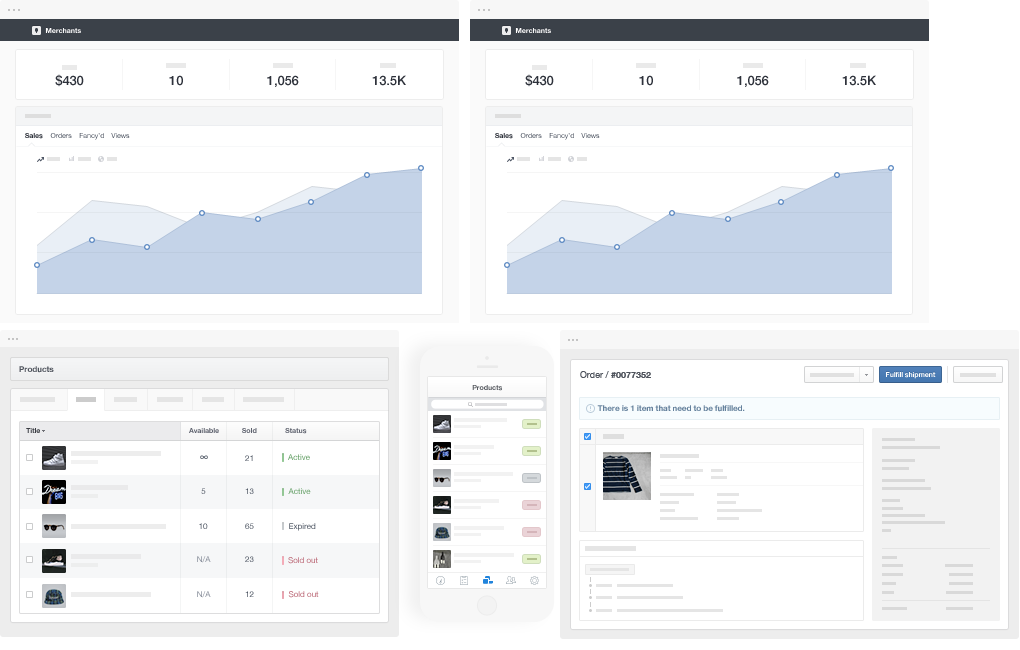 Merchants
$430 10 1,056 13.5K
Sales Orders Fancy'd Views
Merchants
$430 10 1,056 13.5K
Sales Orders Fancy'd Views
Products
Title Available Sold Status
∞ 21 Active
5 13 Active
10 65 Expired
N/A 23 Sold out
N/A 12 Sold out
Products
Order / #0077352
Fulfill shipment
There is 1 item that need to be fulfilled.